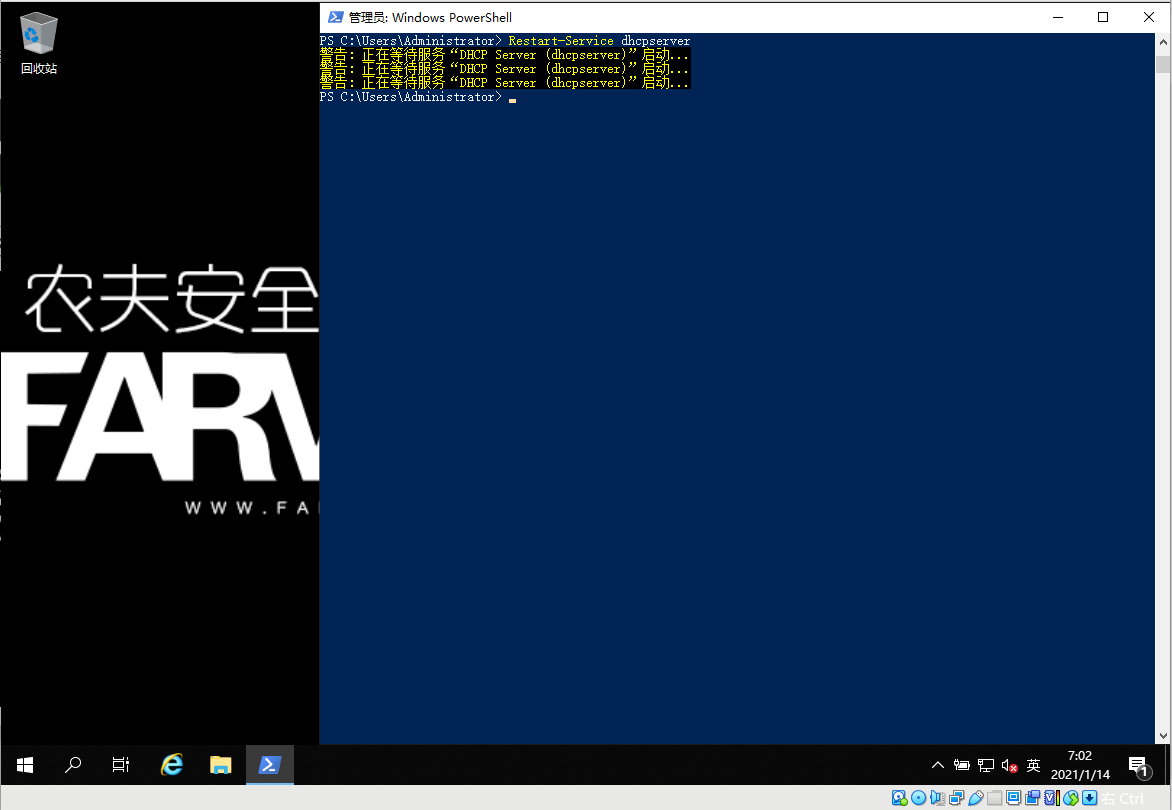 管理员: Windows PowerShell
PS C:\Users\Administrator> Restart-Service dhcpserver
警告: 正在等待服务“DHCP Server (dhcpserver)”启动...
警告: 正在等待服务“DHCP Server (dhcpserver)”启动...
警告: 正在等待服务“DHCP Server (dhcpserver)”启动...
PS C:\Users\Administrator>
回收站
农夫安全
FAR
WWW.FA
英
7:02
2021/1/14
1
右 Ctrl